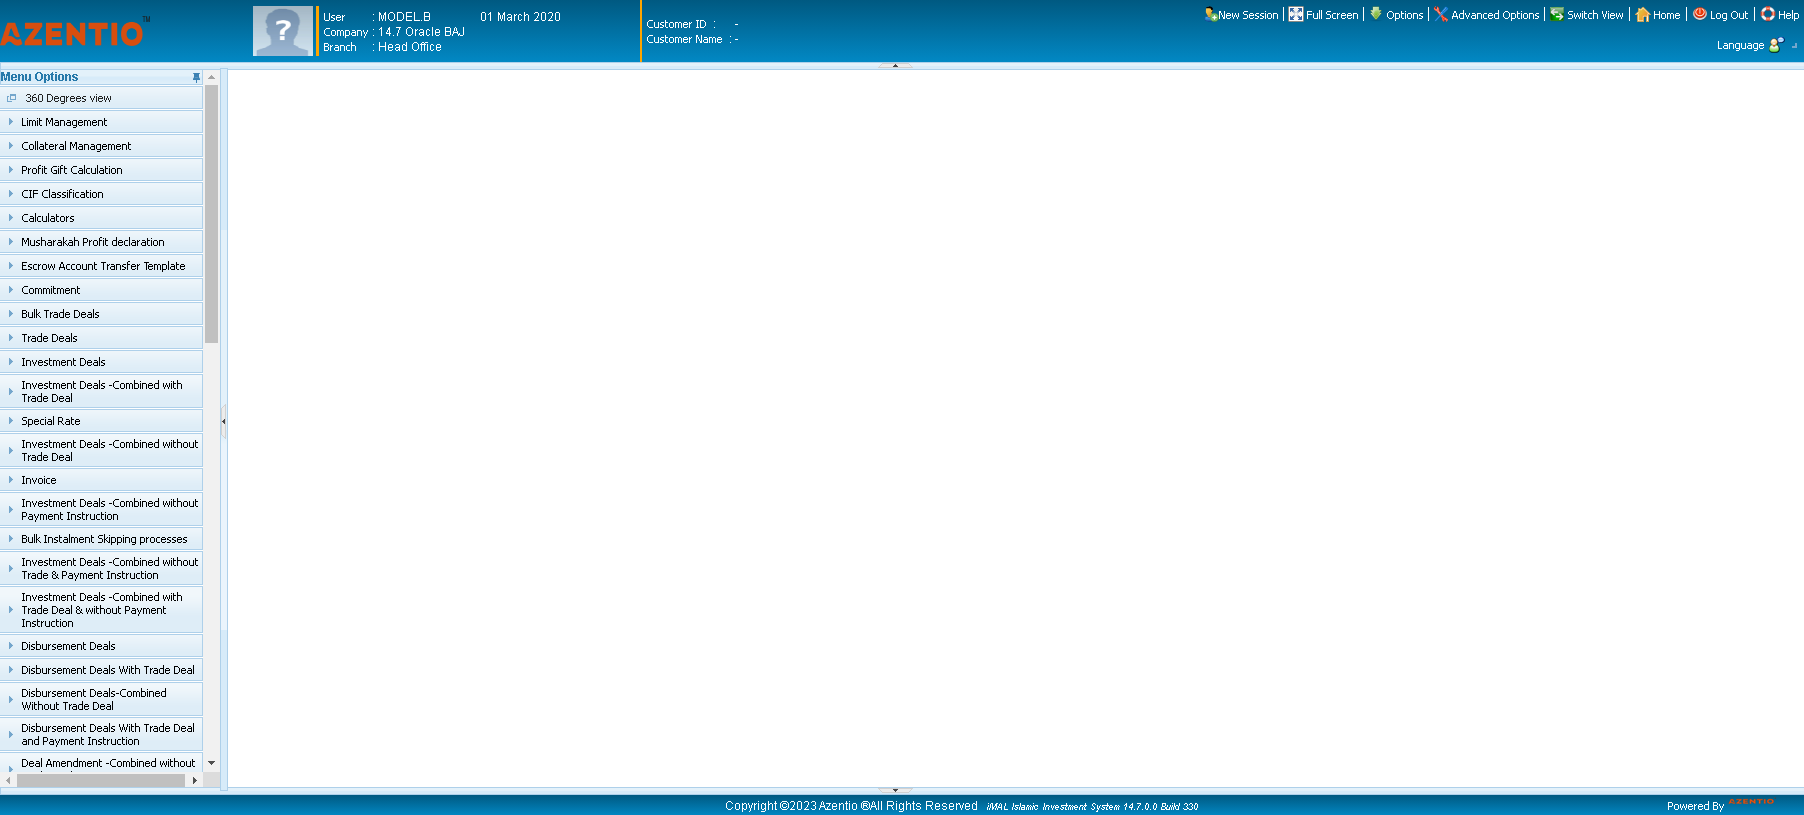 AZENTIO™
User : MODEL.B 01 March 2020
Company : 14.7 Oracle BAJ
Branch : Head Office
Customer ID : -
Customer Name : -
New Session | Full Screen | Options | Advanced Options | Switch View | Home | Log Out | Help
Language
Menu Options
360 Degrees view
Limit Management
Collateral Management
Profit Gift Calculation
CIF Classification
Calculators
Musharakah Profit declaration
Escrow Account Transfer Template
Commitment
Bulk Trade Deals
Trade Deals
Investment Deals
Investment Deals -Combined with
Trade Deal
Special Rate
Investment Deals -Combined without
Trade Deal
Invoice
Investment Deals -Combined without
Payment Instruction
Bulk Instalment Skipping processes
Investment Deals -Combined without
Trade & Payment Instruction
Investment Deals -Combined with
Trade Deal & without Payment
Instruction
Disbursement Deals
Disbursement Deals With Trade Deal
Disbursement Deals-Combined
Without Trade Deal
Disbursement Deals With Trade Deal
and Payment Instruction
Deal Amendment -Combined without
Copyright ©2023 Azentio ®All Rights Reserved iMAL Islamic Investment System 14.7.0.0 Build 330
Powered By AZENTIO